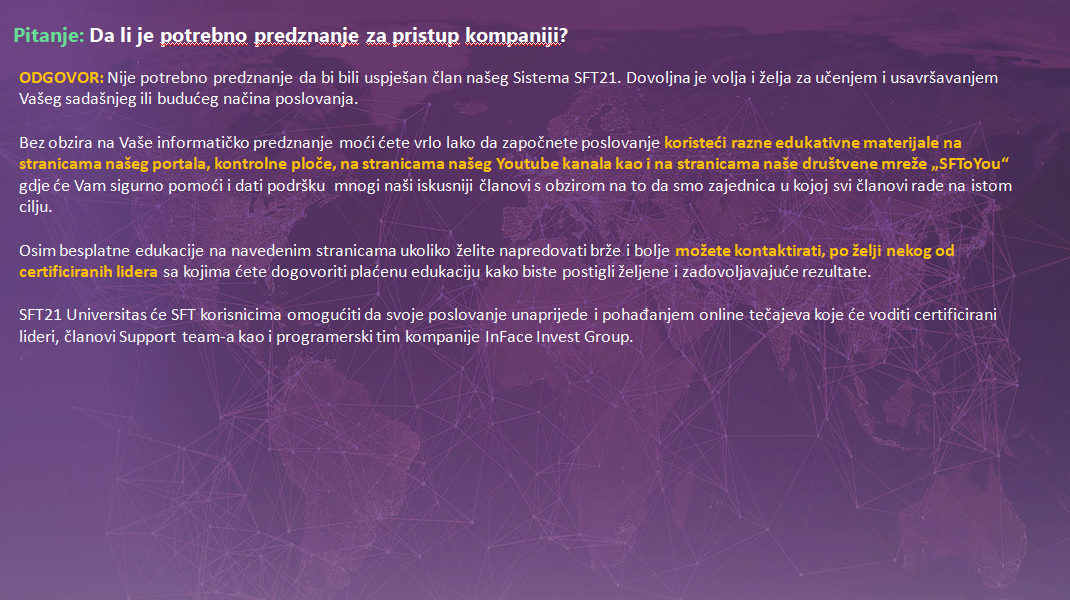 Pitanje: Da li je potrebno predznanje za pristup kompaniji?
ODGOVOR: Nije potrebno predznanje da bi bili uspješan član našeg Sistema SFT21. Dovoljna je volja i želja za učenjem i usavršavanjem
Vašeg sadašnjeg ili budućeg načina poslovanja.
Bez obzira na Vaše informatičko predznanje moći ćete vrlo lako da započnete poslovanje koristeći razne edukativne materijale na
stranicama našeg portala, kontrolne ploče, na stranicama našeg Youtube kanala kao i na stranicama naše društvene mreže „SFToYou“
gdje će Vam sigurno pomoći i dati podršku mnogi naši iskusniji članovi s obzirom na to da smo zajednica u kojoj svi članovi rade na istom
cilju.
Osim besplatne edukacije na navedenim stranicama ukoliko želite napredovati brže i bolje možete kontaktirati, po želji nekog od
certificiranih lidera sa kojima ćete dogovoriti plaćenu edukaciju kako biste postigli željene i zadovoljavajuće rezultate.
SFT21 Universitas će SFT korisnicima omogućiti da svoje poslovanje unaprijede i pohađanjem online tečajeva koje će voditi certificirani
lideri, članovi Support team-a kao i programerski tim kompanije InFace Invest Group.